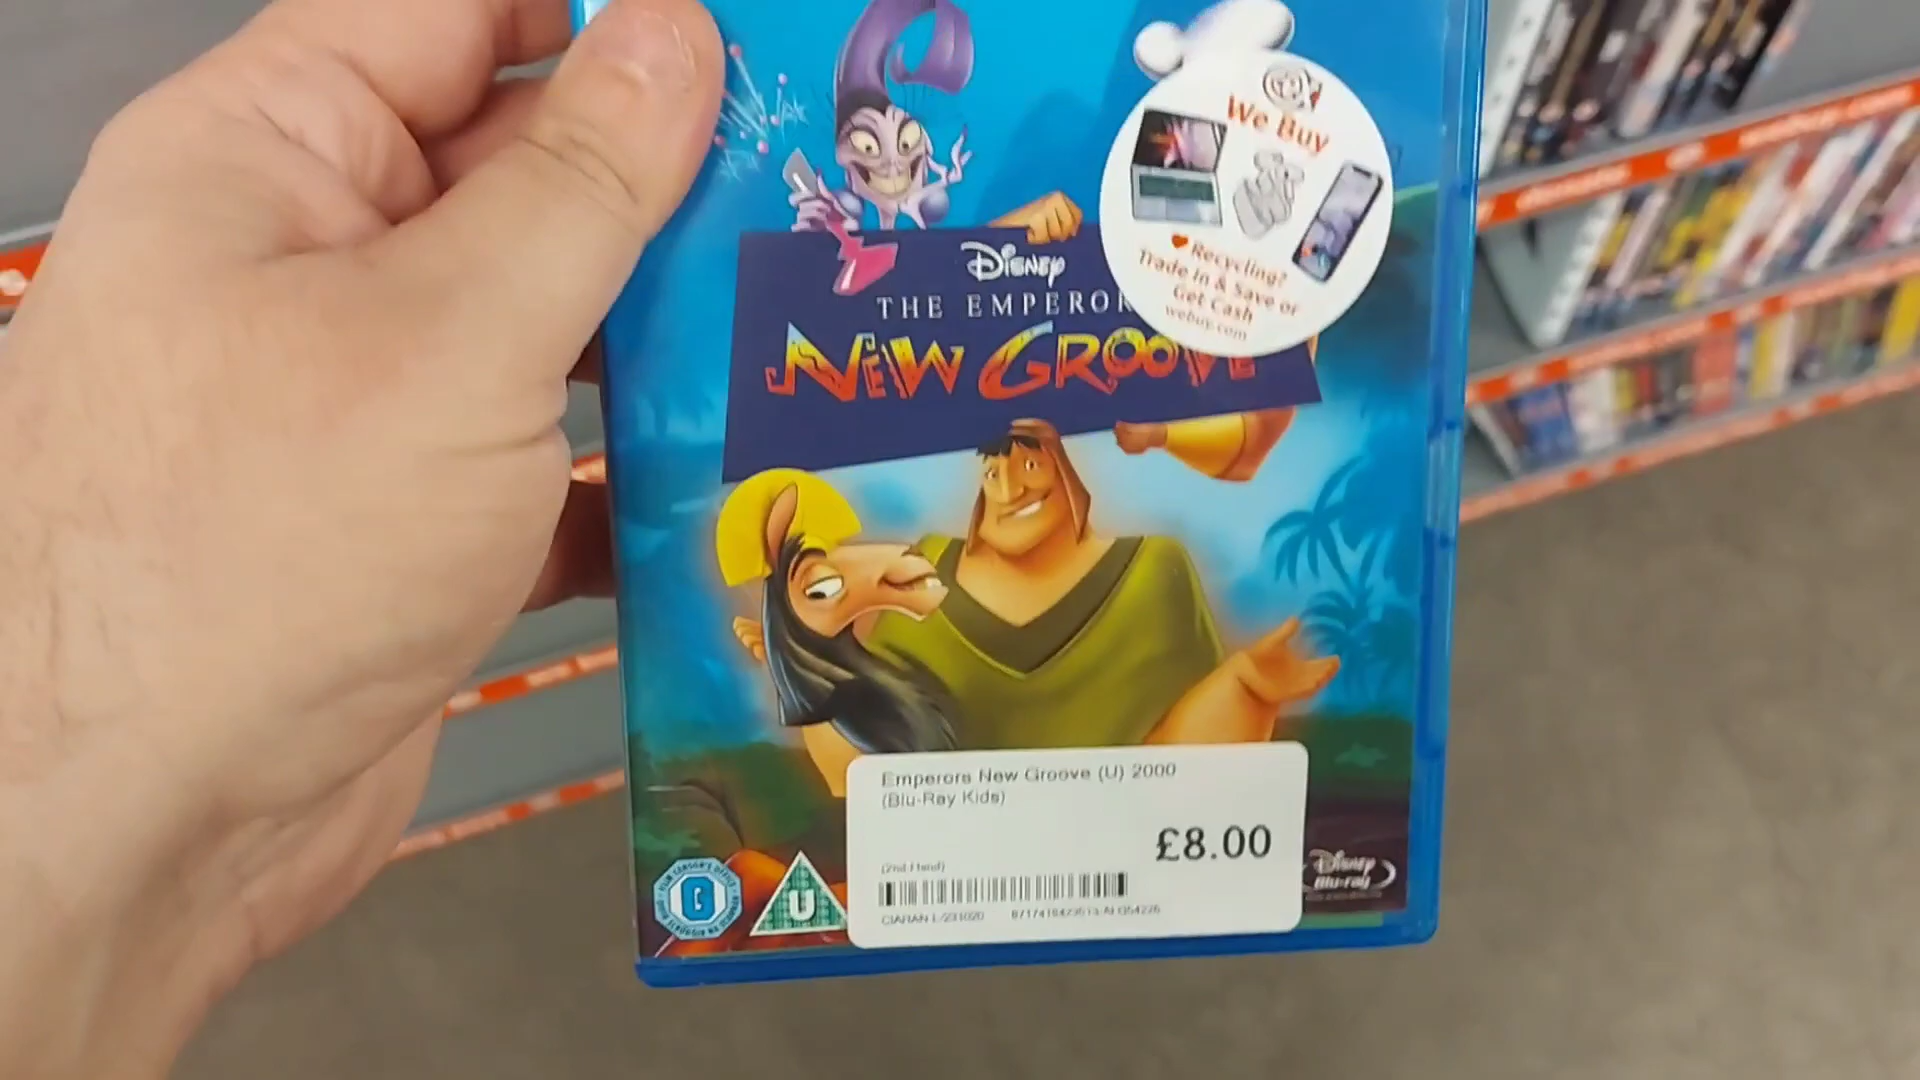 We Buy
Recycling?
Trade In & Save or
Get Cash
webuy.com
Disney
THE EMPEROR
NEW GROOVE
Emperors New Groove (U) 2000
(Blu-Ray Kids)
£8.00
(2nd Hand)
G
U
Disney
Blu-ray